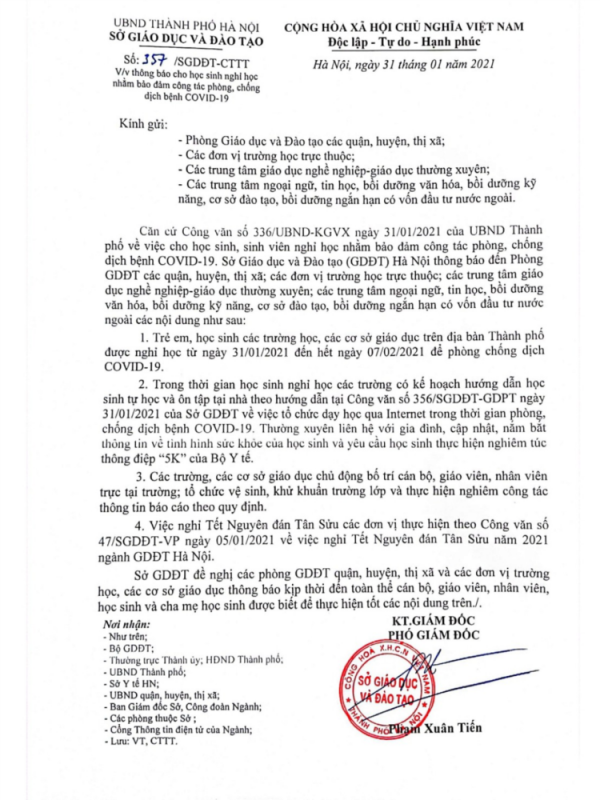 UBND THÀNH PHỐ HÀ NỘI
SỞ GIÁO DỤC VÀ ĐÀO TẠO
CỘNG HÒA XÃ HỘI CHỦ NGHĨA VIỆT NAM
Độc lập - Tự do - Hạnh phúc
Số: 357 /SGDĐT-CTTT
V/v thông báo cho học sinh nghỉ học
nhằm bảo đảm công tác phòng, chống
dịch bệnh COVID-19
Hà Nội, ngày 31 tháng 01 năm 2021
Kính gửi:
- Phòng Giáo dục và Đào tạo các quận, huyện, thị xã;
- Các đơn vị trường học trực thuộc;
- Các trung tâm giáo dục nghề nghiệp-giáo dục thường xuyên;
- Các trung tâm ngoại ngữ, tin học, bồi dưỡng văn hóa, bồi dưỡng kỹ
năng, cơ sở đào tạo, bồi dưỡng ngắn hạn có vốn đầu tư nước ngoài.
Căn cứ Công văn số 336/UBND-KGVX ngày 31/01/2021 của UBND Thành
phố về việc cho học sinh, sinh viên nghỉ học nhằm bảo đảm công tác phòng, chống
dịch bệnh COVID-19. Sở Giáo dục và Đào tạo (GDĐT) Hà Nội thông báo đến Phòng
GDĐT các quận, huyện, thị xã; các đơn vị trường học trực thuộc; các trung tâm giáo
dục nghề nghiệp-giáo dục thường xuyên; các trung tâm ngoại ngữ, tin học, bồi dưỡng
văn hóa, bồi dưỡng kỹ năng, cơ sở đào tạo, bồi dưỡng ngắn hạn có vốn đầu tư nước
ngoài các nội dung như sau:
1. Trẻ em, học sinh các trường học, các cơ sở giáo dục trên địa bàn Thành phố
được nghỉ học từ ngày 31/01/2021 đến hết ngày 07/02/2021 để phòng chống dịch
COVID-19.
2. Trong thời gian học sinh nghỉ học các trường có kế hoạch hướng dẫn học
sinh tự học và ôn tập tại nhà theo hướng dẫn tại Công văn số 356/SGDĐT-GDPT ngày
31/01/2021 của Sở GDĐT về việc tổ chức dạy học qua Internet trong thời gian phòng,
chống dịch bệnh COVID-19. Thường xuyên liên hệ với gia đình, cập nhật, nắm bắt
thông tin về tình hình sức khỏe của học sinh và yêu cầu học sinh thực hiện nghiêm túc
thông điệp “5K” của Bộ Y tế.
3. Các trường, các cơ sở giáo dục chủ động bố trí cán bộ, giáo viên, nhân viên
trực tại trường; tổ chức vệ sinh, khử khuẩn trường lớp và thực hiện nghiêm công tác
thông tin báo cáo theo quy định.
4. Việc nghỉ Tết Nguyên đán Tân Sửu các đơn vị thực hiện theo Công văn số
47/SGDĐT-VP ngày 05/01/2021 về việc nghỉ Tết Nguyên đán Tân Sửu năm 2021
ngành GDĐT Hà Nội.
Sở GDĐT đề nghị các phòng GDĐT quận, huyện, thị xã và các đơn vị trường
học, các cơ sở giáo dục thông báo kịp thời đến toàn thể cán bộ, giáo viên, nhân viên,
học sinh và cha mẹ học sinh được biết để thực hiện tốt các nội dung trên./.
Nơi nhận:
- Như trên;
- Bộ GDĐT;
- Thường trực Thành ủy; HĐND Thành phố;
- UBND Thành phố;
- Sở Y tế HN;
- UBND quận, huyện, thị xã;
- Ban Giám đốc Sở, Công đoàn Ngành;
- Các phòng thuộc Sở ;
- Cổng Thông tin điện tử của Ngành;
- Lưu: VT, CTTT.
KT.GIÁM ĐỐC
PHÓ GIÁM ĐỐC
CỘNG HÒA X.H.C.N VIỆT NAM
SỞ GIÁO DỤC
VÀ ĐÀO TẠO
THÀNH PHỐ HÀ NỘI
Phạm Xuân Tiến